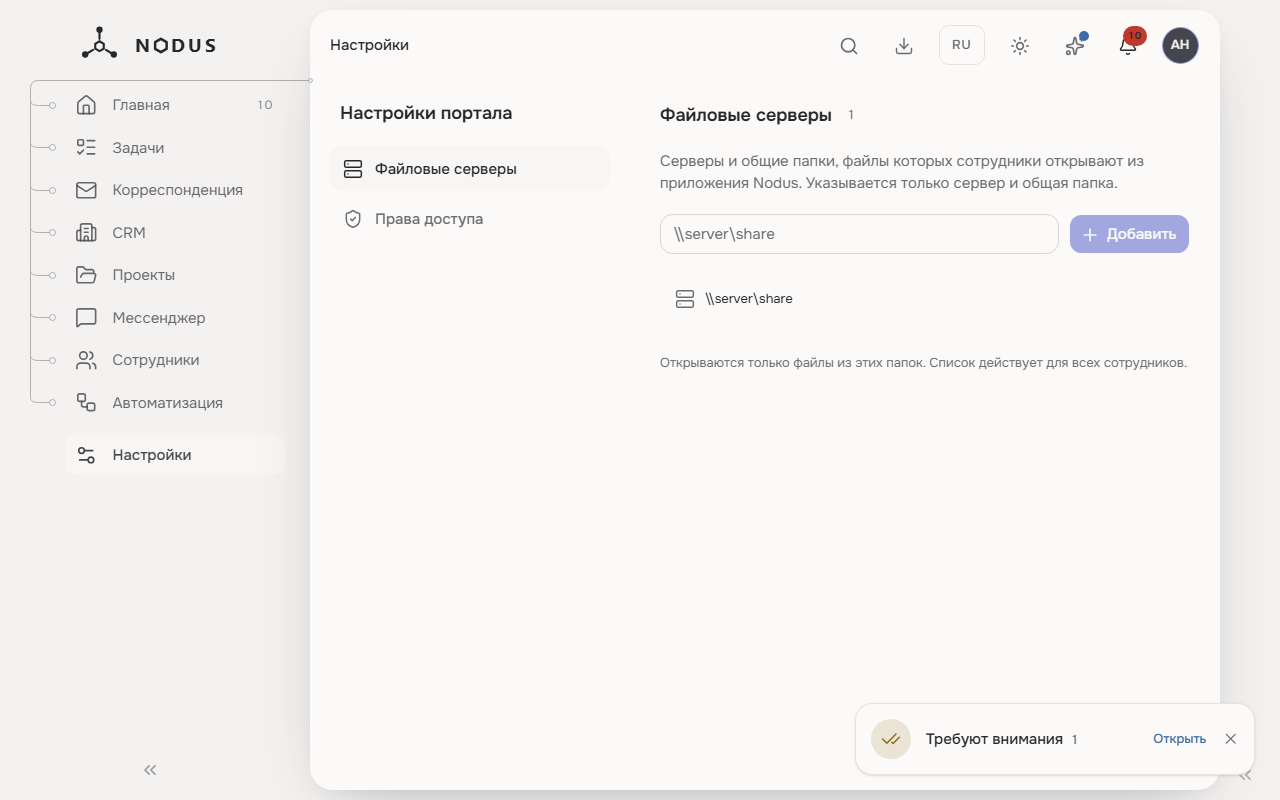 NODUS
Главная 10
Задачи
Корреспонденция
CRM
Проекты
Мессенджер
Сотрудники
Автоматизация
Настройки
Настройки
RU
10
АН
Настройки портала
Файловые серверы
Права доступа
Файловые серверы 1
Серверы и общие папки, файлы которых сотрудники открывают из
приложения Nodus. Указывается только сервер и общая папка.
\\server\share
Добавить
\\server\share
Открываются только файлы из этих папок. Список действует для всех сотрудников.
Требуют внимания 1
Открыть